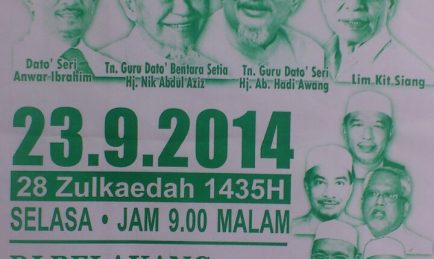 Dato' Seri
Anwar Ibrahim
Tn. Guru Dato' Bentara Setia
Hj. Nik Abdul Aziz
Tn. Guru Dato' Seri
Hj. Ab. Hadi Awang
Lim Kit Siang
23.9.2014
28 Zulkaedah 1435H
SELASA • JAM 9.00 MALAM